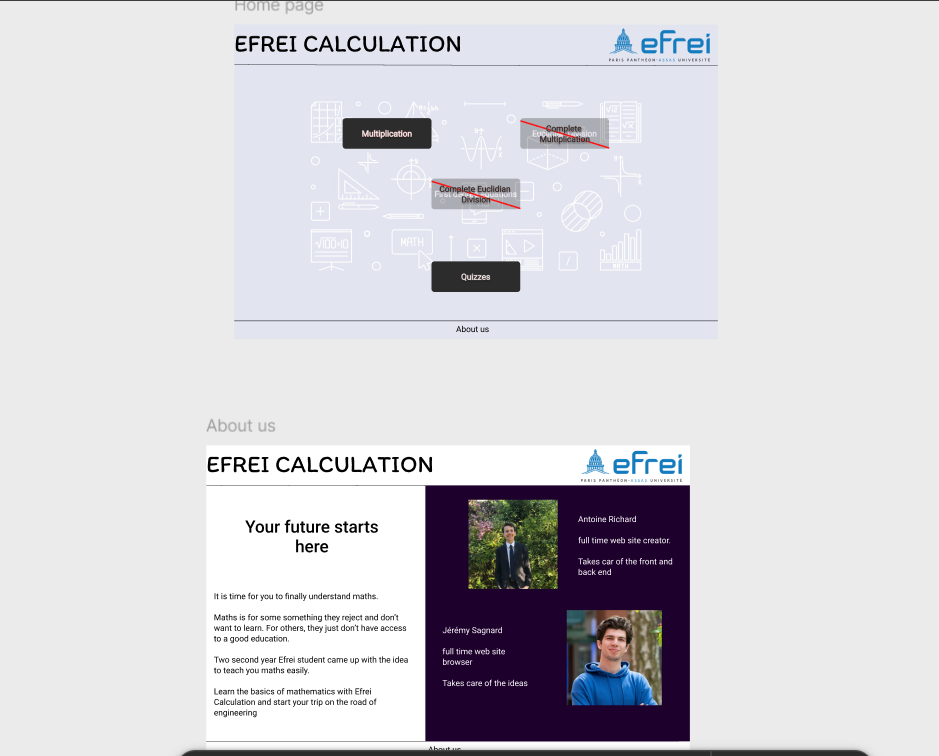 Home page
EFREI CALCULATION
efrei
PARIS PANTHÉON-ASSAS UNIVERSITÉ
Multiplication
Complete
Multiplication
Complete Euclidian
Division
√100=10
MATH
MATH
Quizzes
About us
About us
EFREI CALCULATION
efrei
PARIS PANTHÉON-ASSAS UNIVERSITÉ
Your future starts
here
It is time for you to finally understand maths.
Maths is for some something they reject and don't
want to learn. For others, they just don't have access
to a good education.
Two second year Efrei student came up with the idea
to teach you maths easily.
Learn the basics of mathematics with Efrei
Calculation and start your trip on the road of
engineering
Antoine Richard
full time web site creator.
Takes car of the front and
back end
Jérémy Sagnard
full time web site
browser
Takes care of the ideas
About us